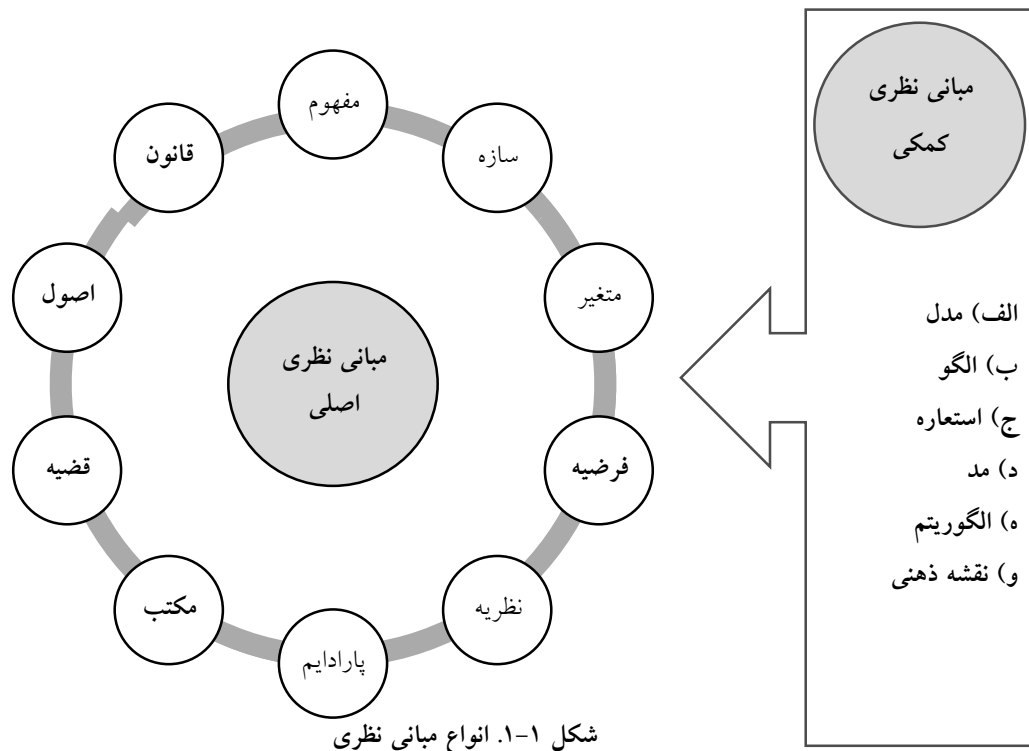 مبانی نظری
کمکی
الف) مدل
ب) الگو
ج) استعاره
د) مد
ه) الگوریتم
و) نقشه ذهنی
مفهوم
سازه
متغیر
فرضیه
نظریه
پارادایم
مکتب
قضیه
اصول
قانون
مبانی نظری
اصلی
شکل ۱-۱. انواع مبانی نظری